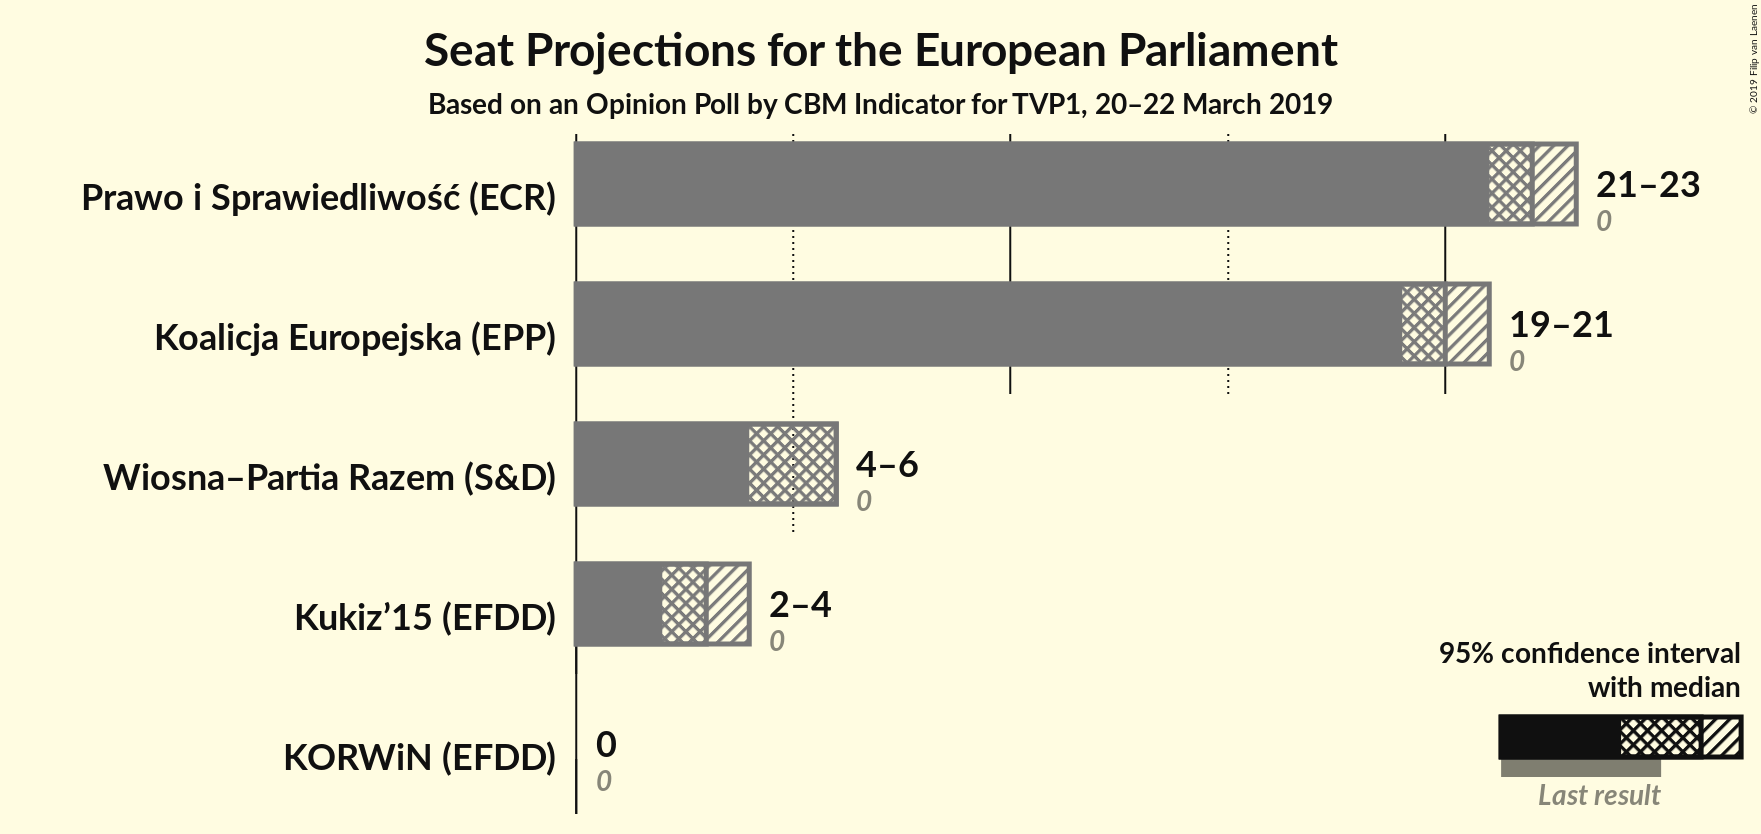 Seat Projections for the European Parliament
Based on an Opinion Poll by CBM Indicator for TVP1, 20–22 March 2019
© 2019 Filip van Laenen
Prawo i Sprawiedliwość (ECR)
21–23
0
Koalicja Europejska (EPP)
19–21
0
Wiosna–Partia Razem (S&D)
4–6
0
Kukiz’15 (EFDD)
2–4
0
KORWiN (EFDD)
0
0
95% confidence interval
with median
Last result